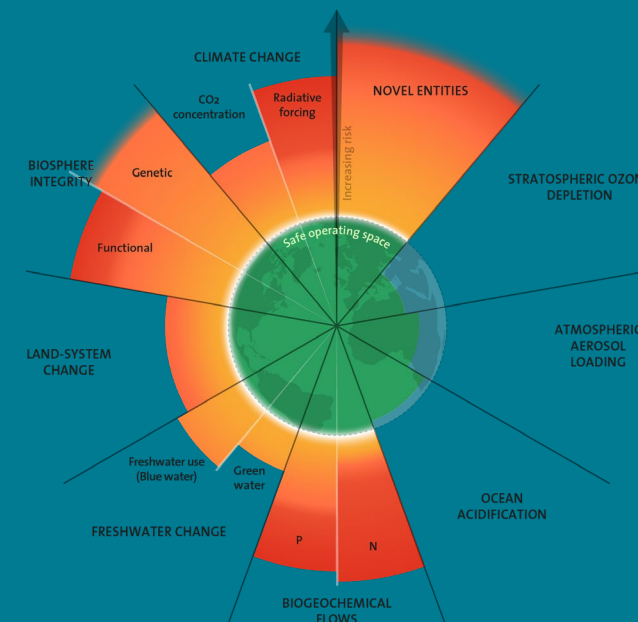 CLIMATE CHANGE
CO2
concentration
Radiative
forcing
NOVEL ENTITIES
Increasing risk
BIOSPHERE
INTEGRITY
Genetic
Functional
STRATOSPHERIC OZON
DEPLETION
Safe operating space
LAND-SYSTEM
CHANGE
ATMOSPHERIC
AEROSOL
LOADING
Freshwater use
(Blue water)
Green
water
FRESHWATER CHANGE
P
N
OCEAN
ACIDIFICATION
BIOGEOCHEMICAL
FLOWS